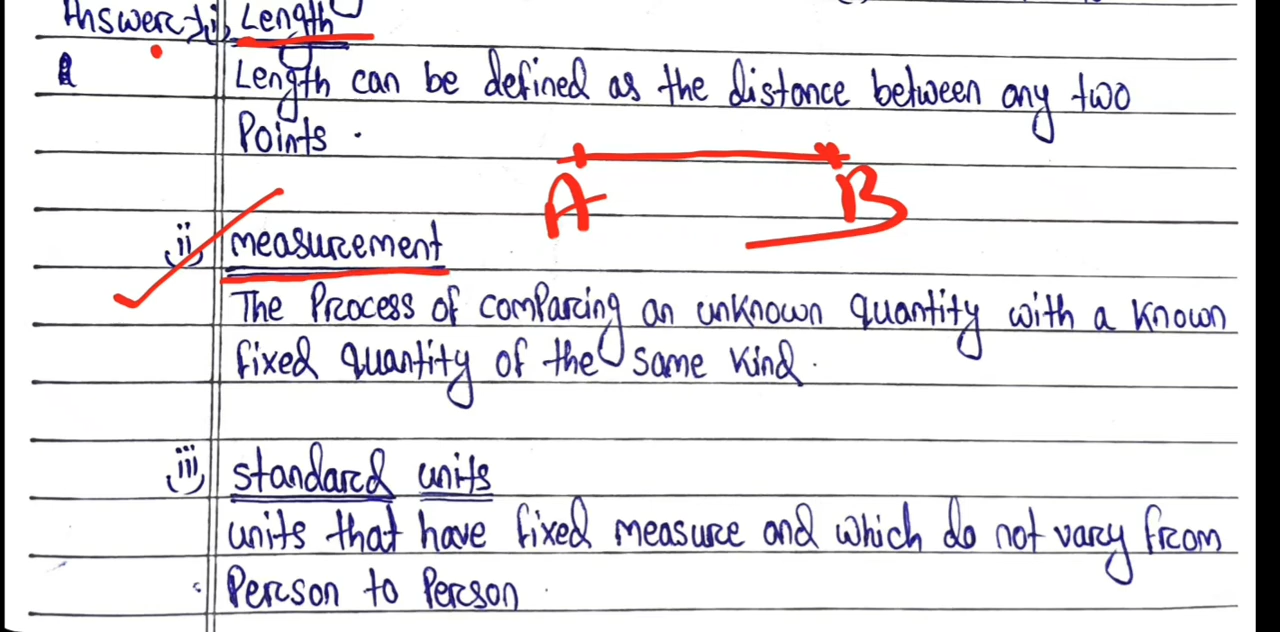 Answer → i) Length
Length can be defined as the distance between any two
Points .
A B
ii) measurement
The Process of comparing an unknown quantity with a known
fixed quantity of the same kind .
iii) standard units
units that have fixed measure and which do not vary from
Person to Person